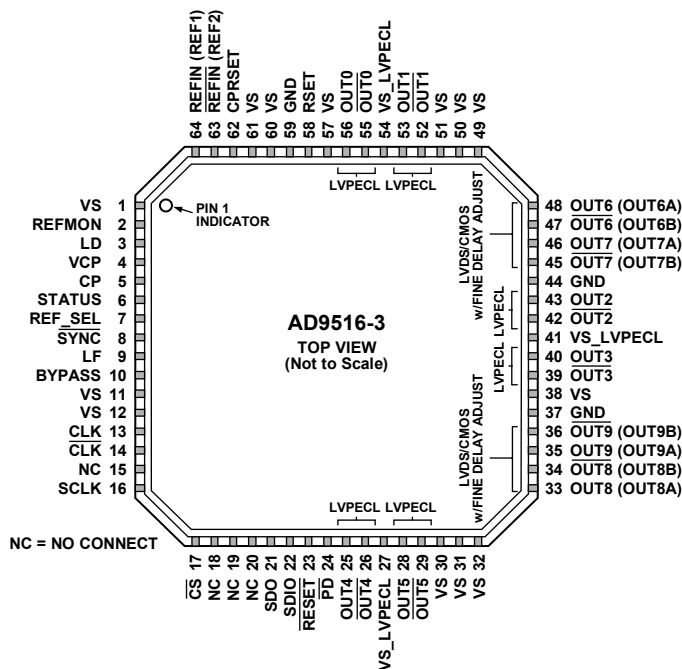 64 REFIN (REF1)
63 REFIN (REF2)
62 CPRSET
61 VS
60 VS
59 GND
58 RSET
57 VS
56 OUT0
55 OUT0
54 VS_LVPECL
53 OUT1
52 OUT1
51 VS
50 VS
49 VS
LVPECL LVPECL
VS 1
REFMON 2
LD 3
VCP 4
CP 5
STATUS 6
REF_SEL 7
SYNC 8
LF 9
BYPASS 10
VS 11
VS 12
CLK 13
CLK 14
NC 15
SCLK 16
PIN 1
INDICATOR
AD9516-3
TOP VIEW
(Not to Scale)
LVDS/CMOS
w/FINE DELAY ADJUST
LVPECL
LVPECL
LVDS/CMOS
w/FINE DELAY ADJUST
48 OUT6 (OUT6A)
47 OUT6 (OUT6B)
46 OUT7 (OUT7A)
45 OUT7 (OUT7B)
44 GND
43 OUT2
42 OUT2
41 VS_LVPECL
40 OUT3
39 OUT3
38 VS
37 GND
36 OUT9 (OUT9B)
35 OUT9 (OUT9A)
34 OUT8 (OUT8B)
33 OUT8 (OUT8A)
LVPECL LVPECL
NC = NO CONNECT
CS 17
NC 18
NC 19
NC 20
SDO 21
SDIO 22
RESET 23
PD 24
OUT4 25
OUT4 26
VS_LVPECL 27
OUT5 28
OUT5 29
VS 30
VS 31
VS 32